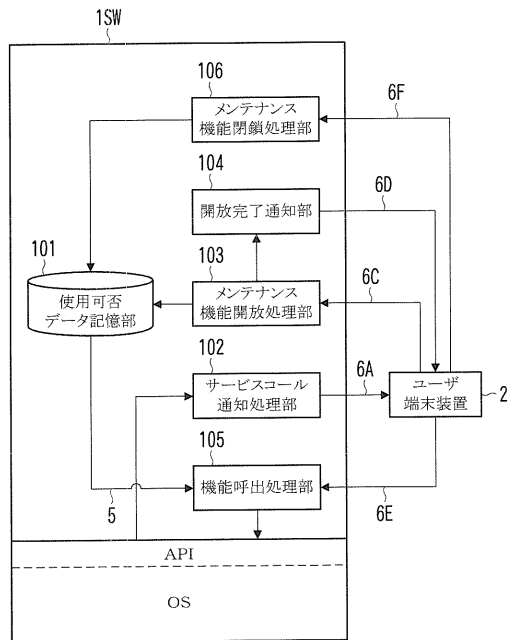 1SW
106
メンテナンス
機能閉鎖処理部
6F
104
開放完了通知部
6D
101
使用可否
データ記憶部
103
メンテナンス
機能開放処理部
6C
102
サービスコール
通知処理部
6A
ユーザ
端末装置
2
105
機能呼出処理部
5
6E
API
OS